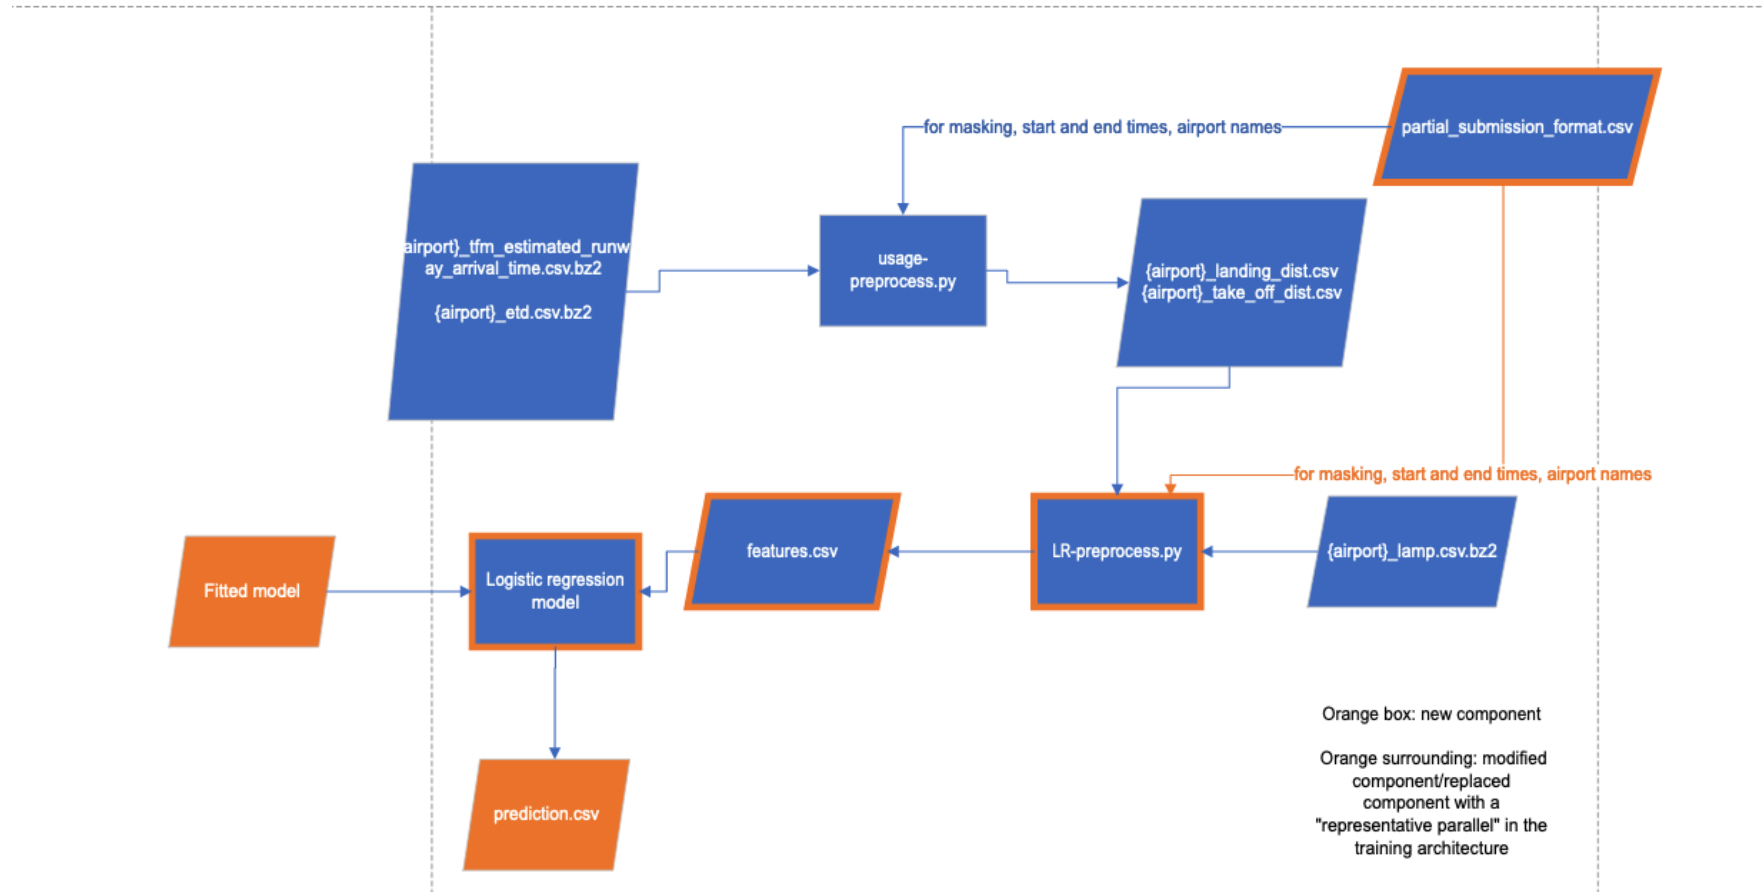 for masking, start and end times, airport names
partial_submission_format.csv
airport}_tfm_estimated_runw
ay_arrival_time.csv.bz2
{airport}_etd.csv.bz2
usage-
preprocess.py
{airport}_landing_dist.csv
{airport}_take_off_dist.csv
for masking, start and end times, airport names
Fitted model
Logistic regression
model
features.csv
LR-preprocess.py
{airport}_lamp.csv.bz2
prediction.csv
Orange box: new component
Orange surrounding: modified
component/replaced
component with a
"representative parallel" in the
training architecture